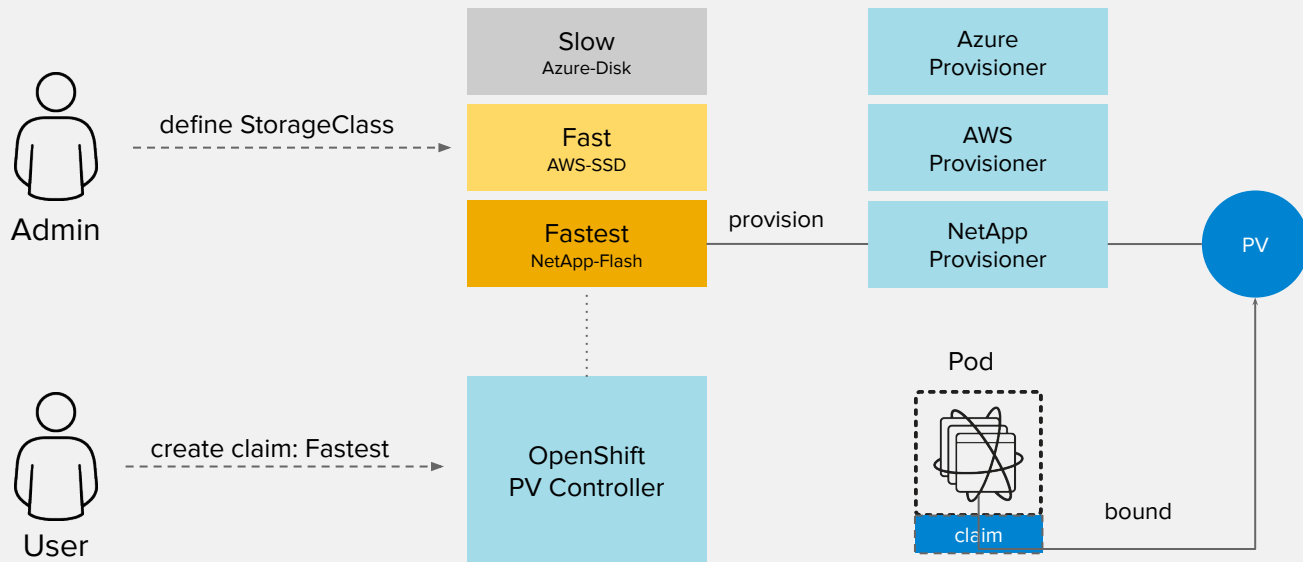 Slow
Azure-Disk
Azure
Provisioner
define StorageClass
Fast
AWS-SSD
AWS
Provisioner
Admin
Fastest
NetApp-Flash
provision
NetApp
Provisioner
PV
Pod
create claim: Fastest
OpenShift
PV Controller
bound
claim
User